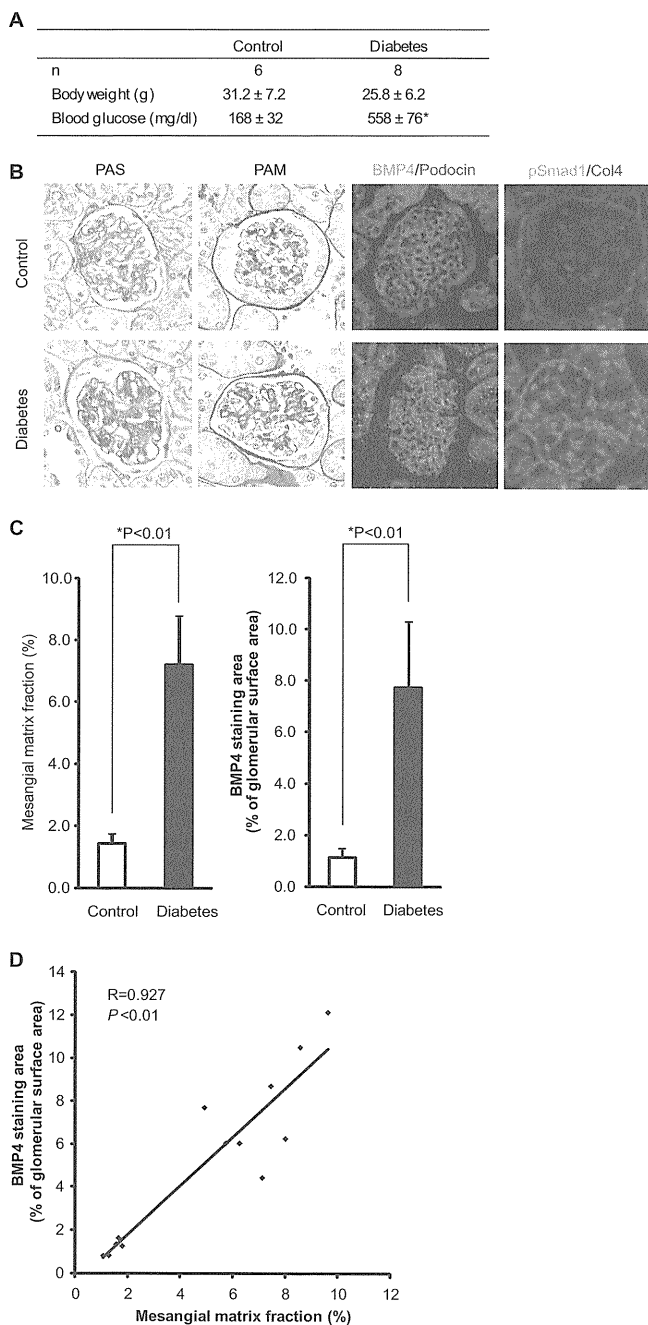 A
Control Diabetes
n 6 8
Body weight (g) 31.2 ± 7.2 25.8 ± 6.2
Blood glucose (mg/dl) 168 ± 32 558 ± 76*
B
PAS PAM BMP4/Podocin pSmad1/Col4
Control
Diabetes
C
*P<0.01
Mesangial matrix fraction (%)
10.0
8.0
6.0
4.0
2.0
0.0
Control Diabetes
*P<0.01
BMP4 staining area
(% of glomerular surface area)
12.0
10.0
8.0
6.0
4.0
2.0
0.0
Control Diabetes
D
BMP4 staining area
(% of glomerular surface area)
14
12
10
8
6
4
2
0
R=0.927
P<0.01
0 2 4 6 8 10 12
Mesangial matrix fraction (%)